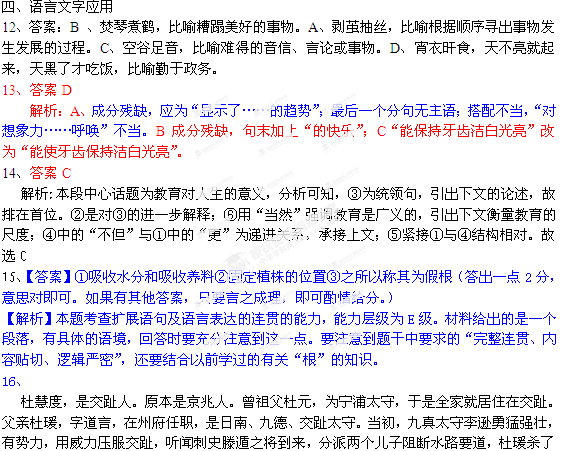 四、语言文字应用
12、答案：B 、焚琴煮鹤，比喻糟蹋美好的事物。A、剥茧抽丝，比喻根据顺序寻出事物发
生发展的过程。C、空谷足音，比喻难得的音信、言论或事物。D、宵衣旰食，天不亮就起
来，天黑了才吃饭，比喻勤于政务。
13、答案 D
解析：A、成分残缺，应为“显示了……的趋势”；最后一个分句无主语；搭配不当，“对
想象力……呼唤”不当。B 成分残缺，句末加上“的快乐”；C“能保持牙齿洁白光亮”改
为“能使牙齿保持洁白光亮”。
14、答案 C
解析：本段中心话题为教育对人生的意义，分析可知，③为统领句，引出下文的论述，故
排在首位。②是对③的进一步解释；⑥用“当然”强调教育是广义的，引出下文衡量教育的
尺度；④中的“不但”与①中的“更”为递进关系，承接上文；⑤紧接①与④结构相对。故
选 C
15、【答案】①吸收水分和吸收养料②固定植株的位置③之所以称其为假根（答出一点 2 分，
意思对即可。如果有其他答案，只要言之成理，即可酌情给分。）
【解析】本题考查扩展语句及语言表达的连贯的能力，能力层级为 E 级。材料给出的是一个
段落，有具体的语境，回答时要充分注意到这一点。要注意到题干中要求的“完整连贯、内
容贴切、逻辑严密”，还要结合以前学过的有关“根”的知识。
16、
杜慧度，是交趾人。原本是京兆人。曾祖父杜元，为宁浦太守，于是全家就居住在交趾。
父亲杜瑗，字道言，在州府任职，是日南、九德、交趾太守。当初，九真太守李逊勇猛强壮，
有势力，用威力压服交趾，听闻刺史滕遁之将到来，分派两个儿子阻断水路要道，杜瑗杀了